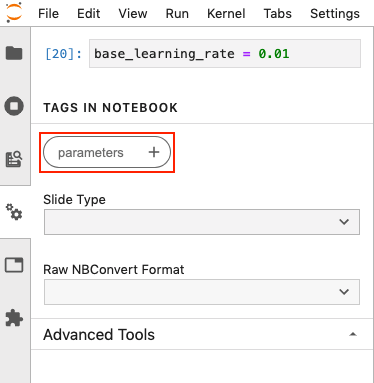 File Edit View Run Kernel Tabs Settings
[20]: base_learning_rate = 0.01
TAGS IN NOTEBOOK
parameters +
Slide Type
Raw NBConvert Format
Advanced Tools